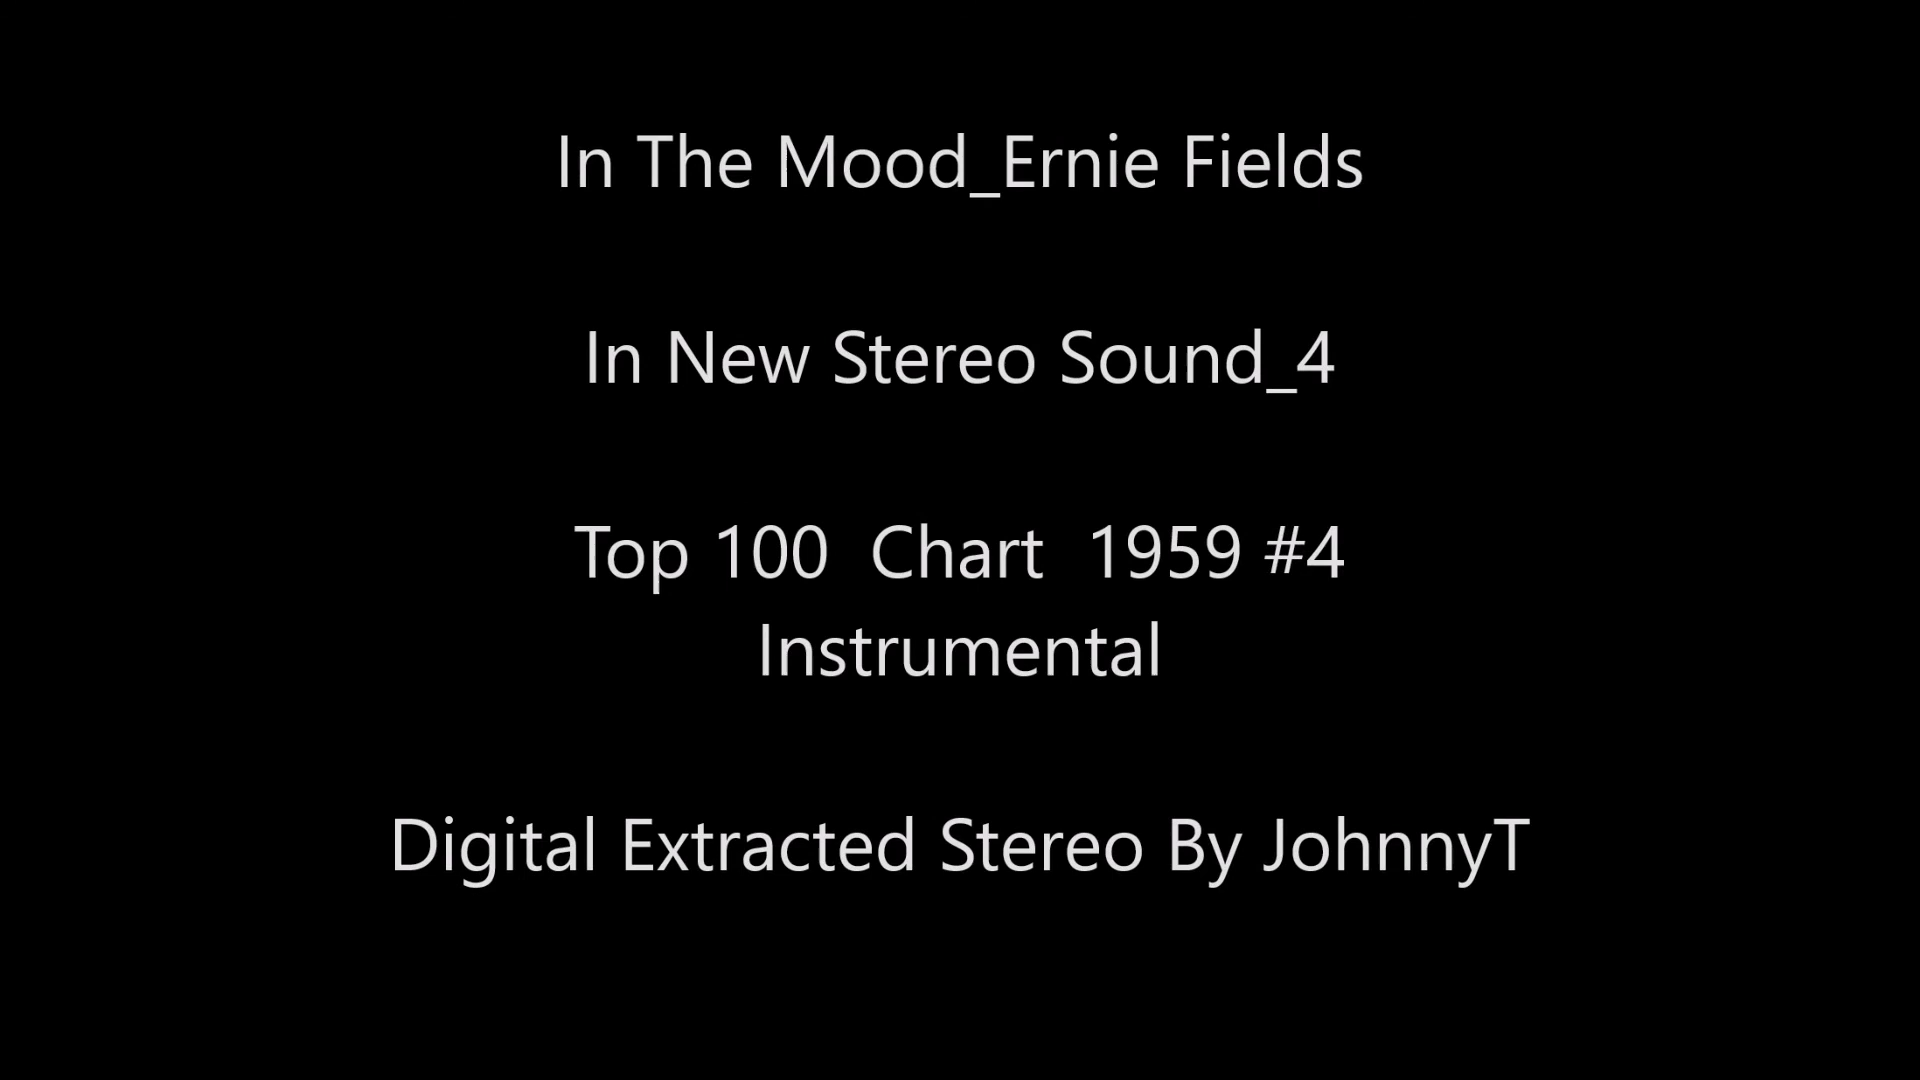 In The Mood_Ernie Fields
In New Stereo Sound_4
Top 100  Chart  1959 #4
Instrumental
Digital Extracted Stereo By JohnnyT